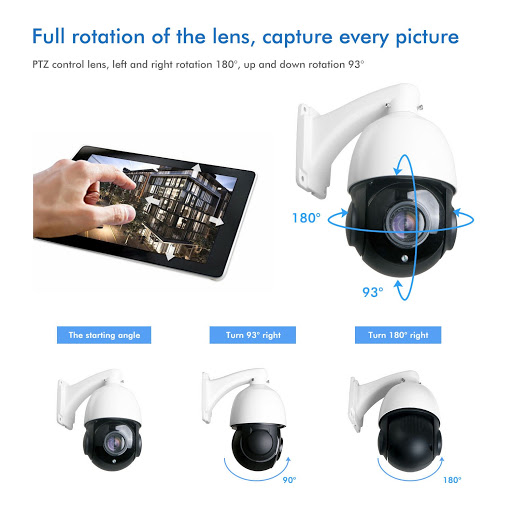 Full rotation of the lens, capture every picture
PTZ control lens, left and right rotation 180°, up and down rotation 93°
180°
93°
The starting angle
Turn 93° right
Turn 180° right
90°
180°